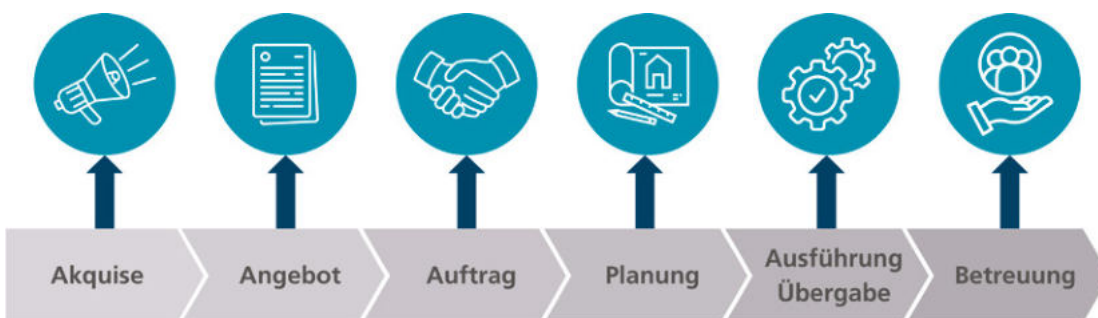 Akquise
Angebot
Auftrag
Planung
Ausführung
Übergabe
Betreuung